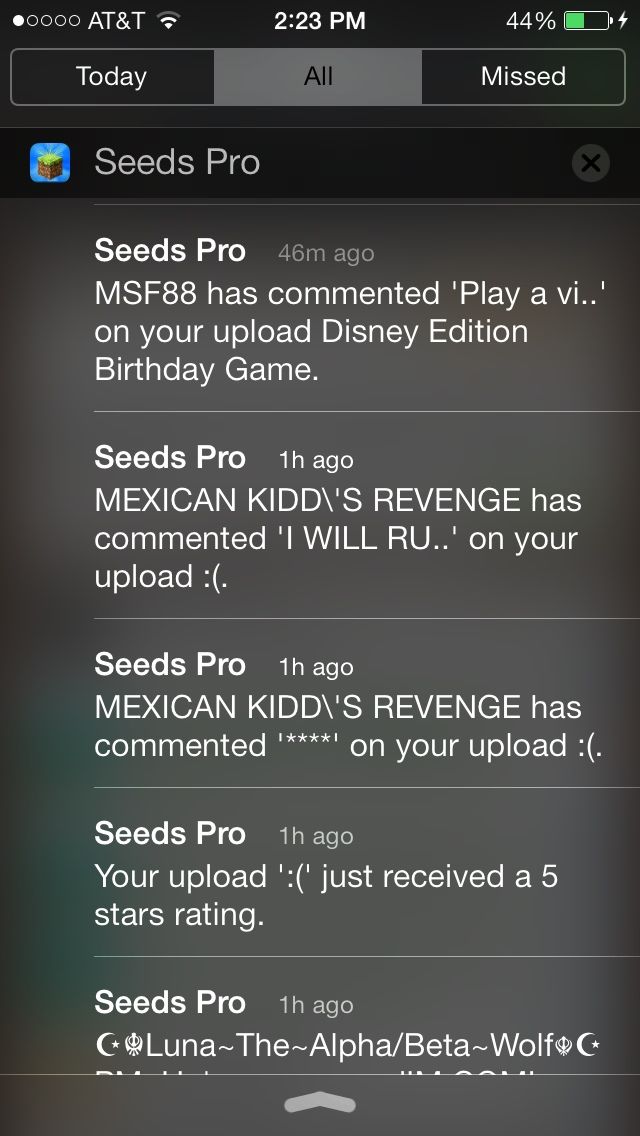 AT&T 2:23 PM 44%
Today All Missed
Seeds Pro
Seeds Pro 46m ago
MSF88 has commented 'Play a vi..'
on your upload Disney Edition
Birthday Game.
Seeds Pro 1h ago
MEXICAN KIDD\'S REVENGE has
commented 'I WILL RU..' on your
upload :(.
Seeds Pro 1h ago
MEXICAN KIDD\'S REVENGE has
commented '****' on your upload :(.
Seeds Pro 1h ago
Your upload ':(' just received a 5
stars rating.
Seeds Pro 1h ago
☪☬Luna~The~Alpha/Beta~Wolf☬☪